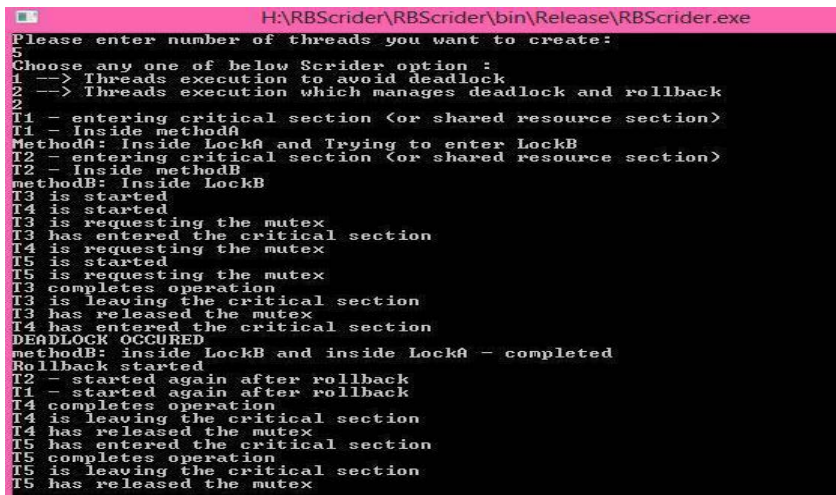 H:\RBScrider\RBScrider\bin\Release\RBScrider.exe
Please enter number of threads you want to create:
5
Choose any one of below Scrider option :
1 --> Threads execution to avoid deadlock
2 --> Threads execution which manages deadlock and rollback
2
T1 - entering critical section (or shared resource section)
T1 - Inside methodA
MethodA: Inside LockA and Trying to enter LockB
T2 - entering critical section (or shared resource section)
T2 - Inside methodB
methodB: Inside LockB
T3 is started
T4 is started
T3 is requesting the mutex
T3 has entered the critical section
T4 is requesting the mutex
T5 is started
T5 is requesting the mutex
T3 completes operation
T3 is leaving the critical section
T3 has released the mutex
T4 has entered the critical section
DEADLOCK OCCURED
methodB: inside LockB and inside LockA - completed
Rollback started
T2 - started again after rollback
T1 - started again after rollback
T4 completes operation
T4 is leaving the critical section
T4 has released the mutex
T5 has entered the critical section
T5 completes operation
T5 is leaving the critical section
T5 has released the mutex